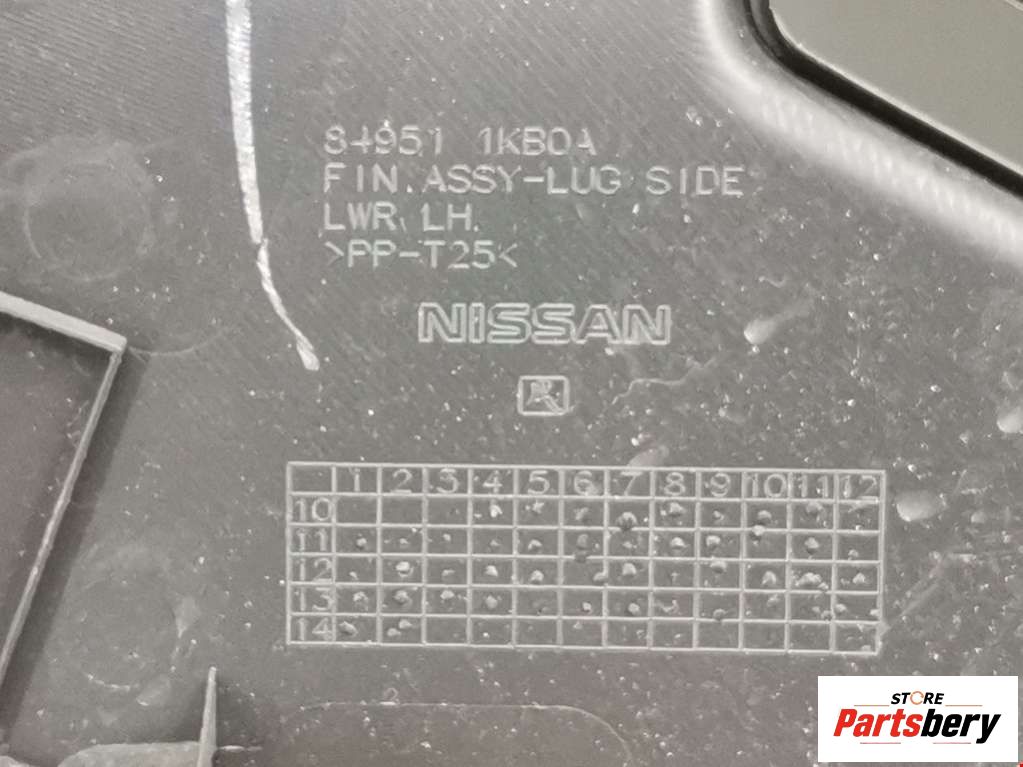 84951 1KB0A
FIN. ASSY-LUG SIDE
LWR LH.
>PP-T25<
NISSAN
R
1 2 3 4 5 6 7 8 9 10 11 12
10
11
12
13
14
2
STORE
Partsbery